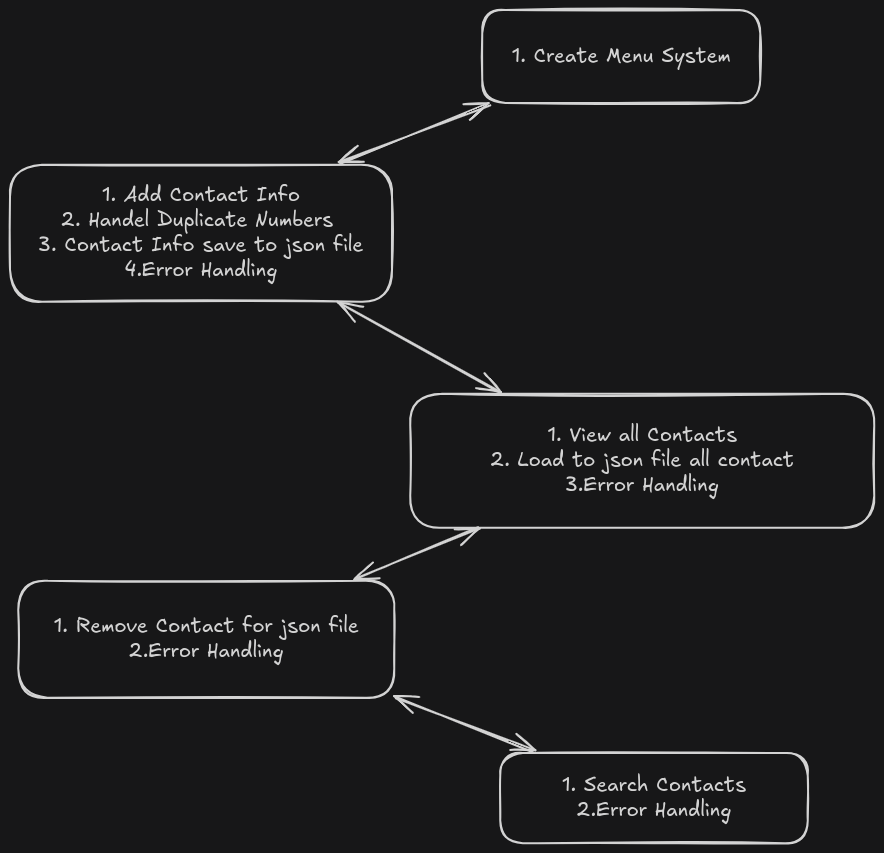 1. Create Menu System
1. Add Contact Info
2. Handel Duplicate Numbers
3. Contact Info save to json file
4.Error Handling
1. View all Contacts
2. Load to json file all contact
3.Error Handling
1. Remove Contact for json file
2.Error Handling
1. Search Contacts
2.Error Handling